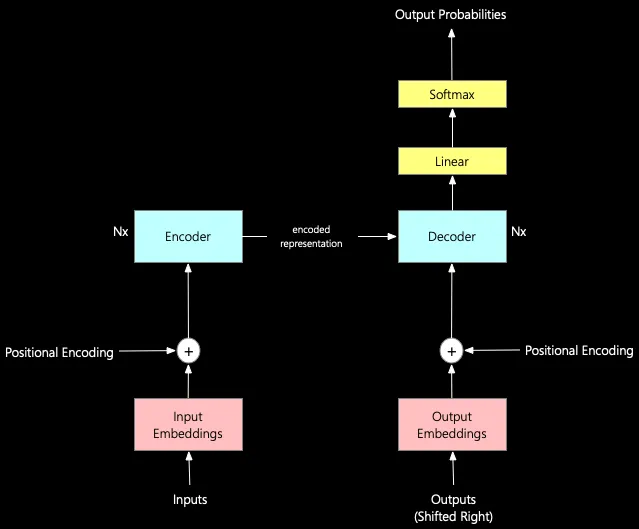 Output Probabilities
Softmax
Linear
Nx
Encoder
encoded
representation
Decoder
Nx
Positional Encoding
+
+
Positional Encoding
Input
Embeddings
Output
Embeddings
Inputs
Outputs
(Shifted Right)